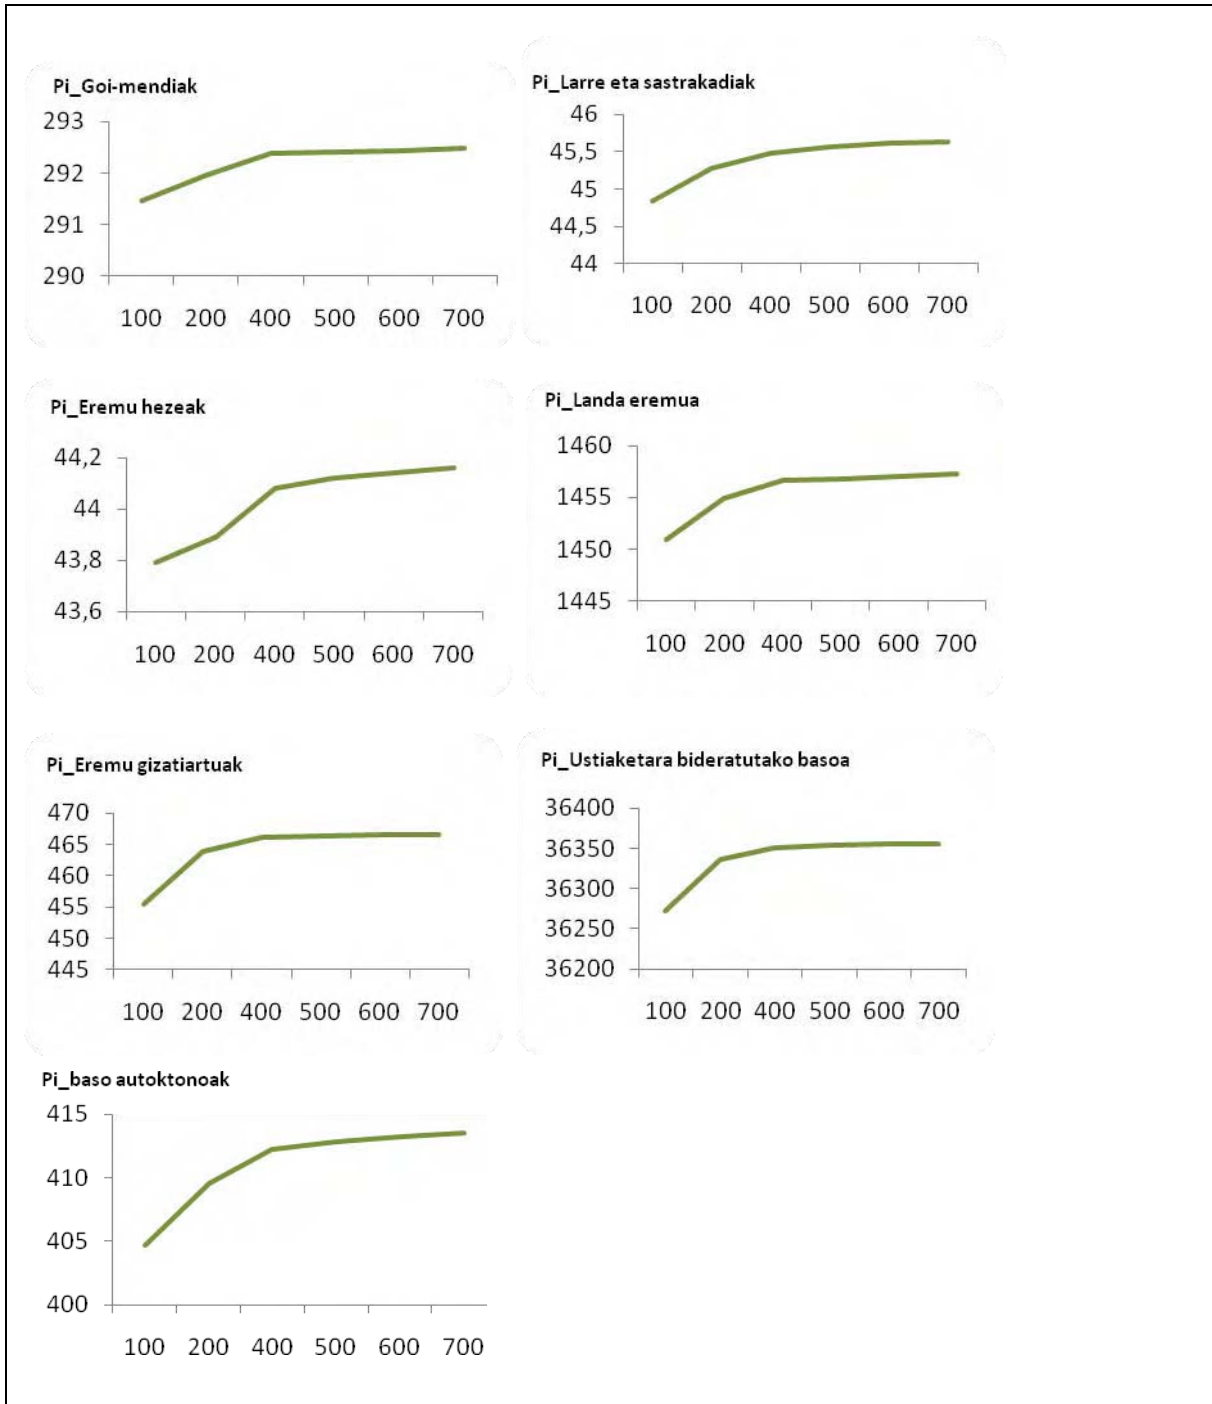 Pi_Goi-mendiak
293
292
291
290
100 200 400 500 600 700
Pi_Larre eta sastrakadiak
46
45,5
45
44,5
44
100 200 400 500 600 700
Pi_Eremu hezeak
44,2
44
43,8
43,6
100 200 400 500 600 700
Pi_Landa eremua
1460
1455
1450
1445
100 200 400 500 600 700
Pi_Eremu gizatiartuak
470
465
460
455
450
445
100 200 400 500 600 700
Pi_Ustiaketara bideratutako basoa
36400
36350
36300
36250
36200
100 200 400 500 600 700
Pi_baso autoktonoak
415
410
405
400
100 200 400 500 600 700